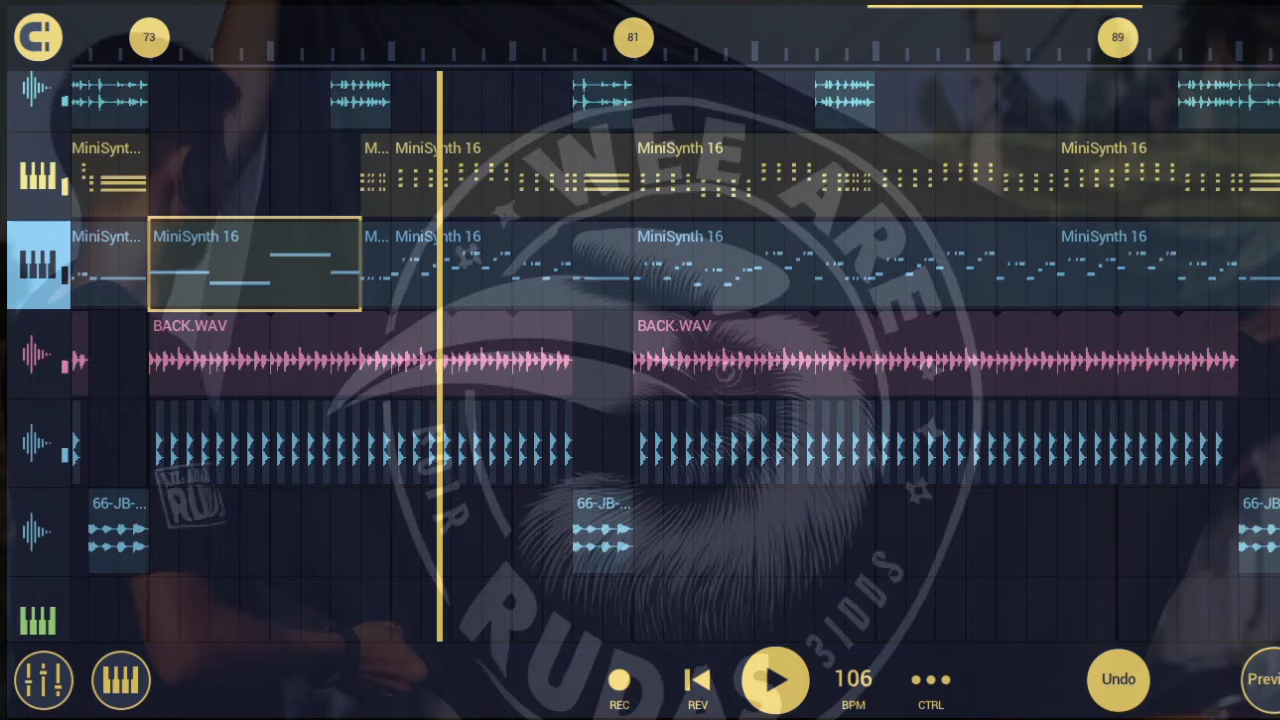 73 81 89
MiniSynt... M... MiniSynth 16 MiniSynth 16 MiniSynth 16
MiniSynt... MiniSynth 16 M... MiniSynth 16 MiniSynth 16 MiniSynth 16
BACK.WAV BACK.WAV
66-JB-... 66-JB-... 66-JB
WEE ARE
RUDAS
REC REV 106 BPM CTRL Undo Previ